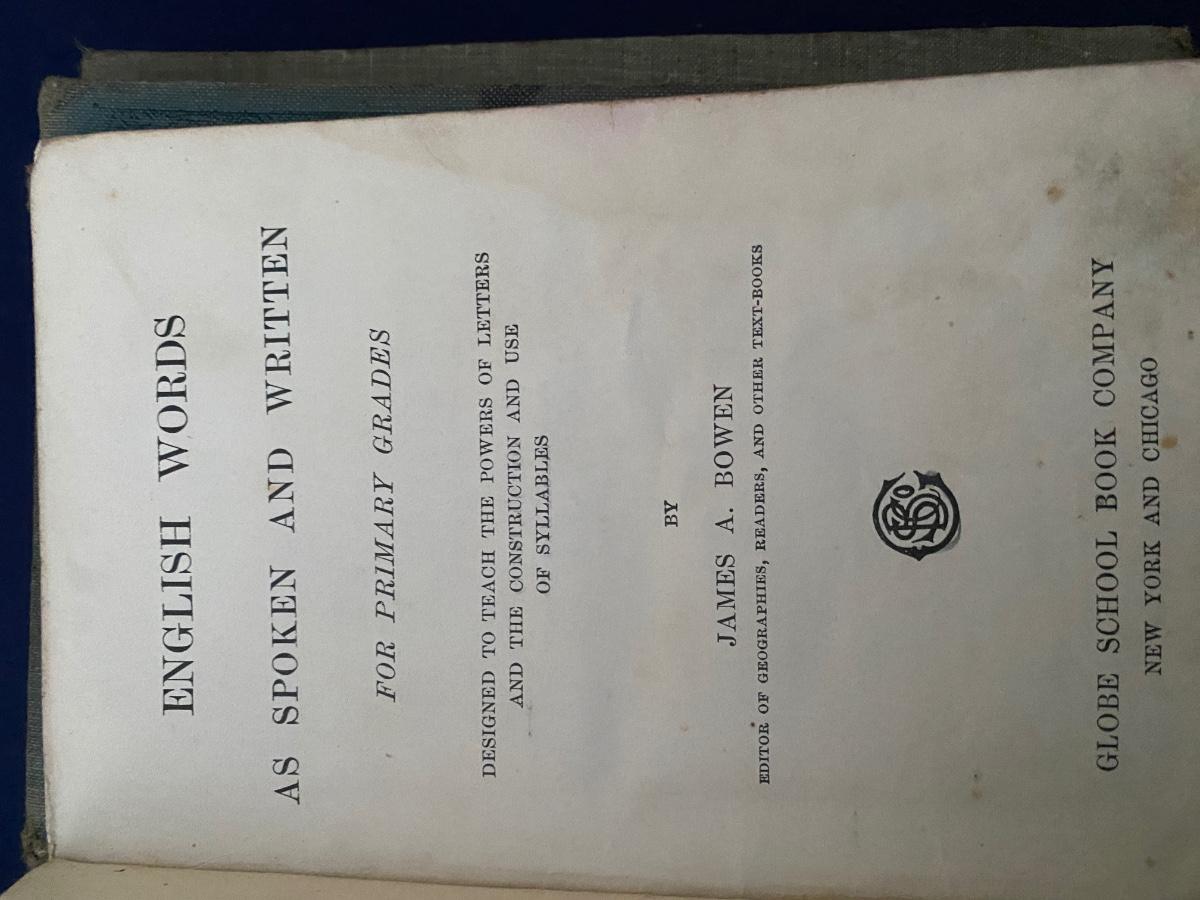 ENGLISH WORDS
AS SPOKEN AND WRITTEN
FOR PRIMARY GRADES
DESIGNED TO TEACH THE POWERS OF LETTERS
AND THE CONSTRUCTION AND USE
OF SYLLABLES
BY
JAMES A. BOWEN
EDITOR OF GEOGRAPHIES, READERS, AND OTHER TEXT-BOOKS
GLOBE SCHOOL BOOK COMPANY
NEW YORK AND CHICAGO